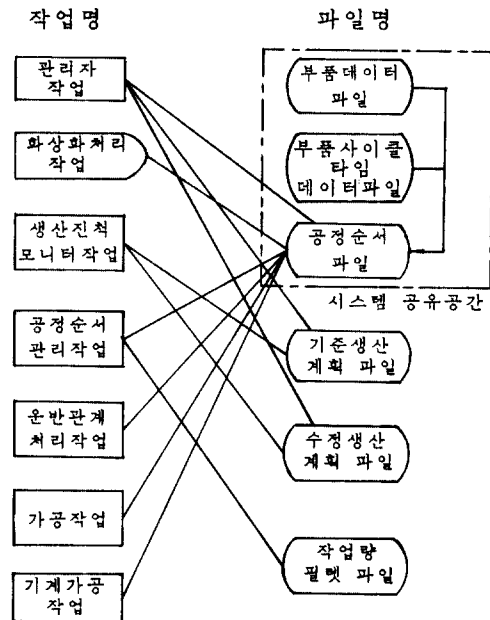 작업명
파일명
관리자
작업
화상화처리
작업
생산진척
모니터작업
공정순서
관리작업
운반관계
처리작업
가공작업
기계가공
작업
부품데이터
파일
부품사이클
타임
데이터파일
공정순서
파일
시스템 공유공간
기준생산
계획 파일
수정생산
계획 파일
작업량
필렛 파일